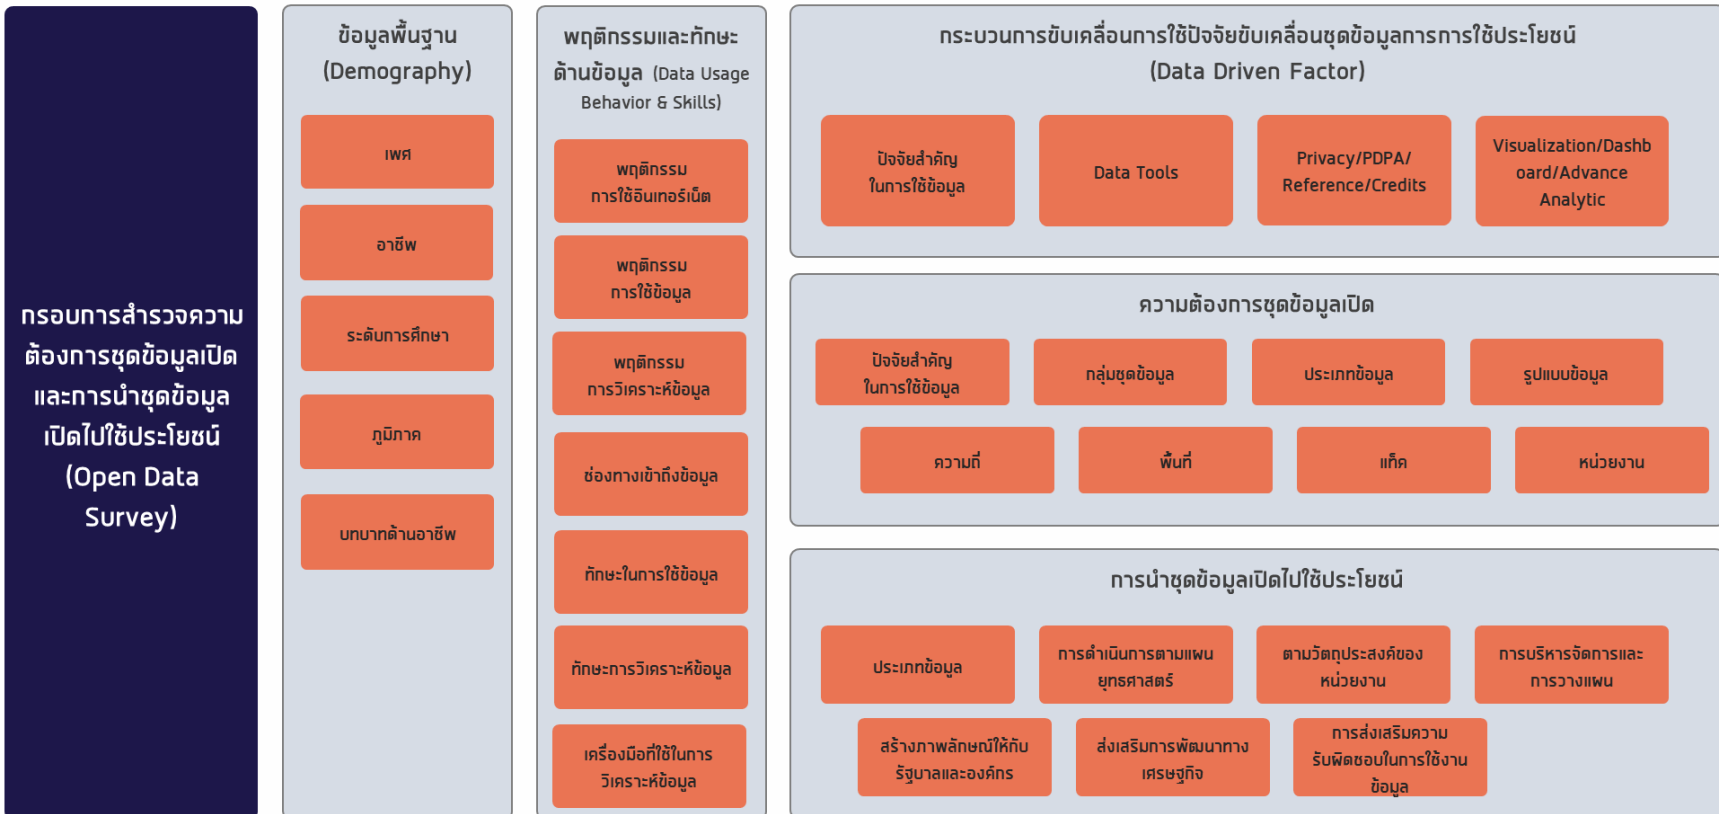 กรอบการสำรวจความ
ต้องการชุดข้อมูลเปิด
และการนำชุดข้อมูล
เปิดไปใช้ประโยชน์
(Open Data
Survey)
ข้อมูลพื้นฐาน
(Demography)
เพศ
อาชีพ
ระดับการศึกษา
ภูมิภาค
บทบาทด้านอาชีพ
พฤติกรรมและทักษะ
ด้านข้อมูล (Data Usage
Behavior & Skills)
พฤติกรรม
การใช้อินเทอร์เน็ต
พฤติกรรม
การใช้ข้อมูล
พฤติกรรม
การวิเคราะห์ข้อมูล
ช่องทางเข้าถึงข้อมูล
ทักษะในการใช้ข้อมูล
ทักษะการวิเคราะห์ข้อมูล
เครื่องมือที่ใช้ในการ
วิเคราะห์ข้อมูล
กระบวนการขับเคลื่อนการใช้ปัจจัยขับเคลื่อนชุดข้อมูลการการใช้ประโยชน์
(Data Driven Factor)
ปัจจัยสำคัญ
ในการใช้ข้อมูล
Data Tools
Privacy/PDPA/
Reference/Credits
Visualization/Dashb
oard/Advance
Analytic
ความต้องการชุดข้อมูลเปิด
ปัจจัยสำคัญ
ในการใช้ข้อมูล
กลุ่มชุดข้อมูล
ประเภทข้อมูล
รูปแบบข้อมูล
ความถี่
พื้นที่
แท็ค
หน่วยงาน
การนำชุดข้อมูลเปิดไปใช้ประโยชน์
ประเภทข้อมูล
การดำเนินการตามแผน
ยุทธศาสตร์
ตามวัตถุประสงค์ของ
หน่วยงาน
การบริหารจัดการและ
การวางแผน
สร้างภาพลักษณ์ให้กับ
รัฐบาลและองค์กร
ส่งเสริมการพัฒนาทาง
เศรษฐกิจ
การส่งเสริมความ
รับผิดชอบในการใช้งาน
ข้อมูล